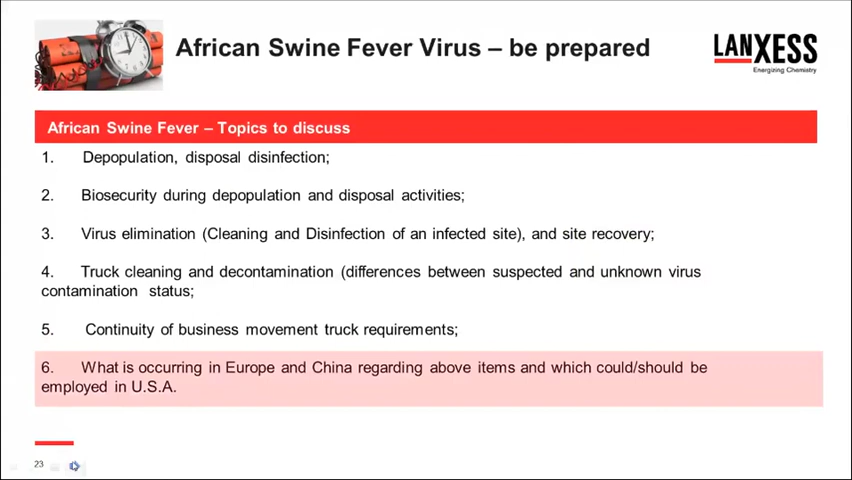 African Swine Fever Virus – be prepared
LANXESS
Energizing Chemistry
African Swine Fever – Topics to discuss
1. Depopulation, disposal disinfection;
2. Biosecurity during depopulation and disposal activities;
3. Virus elimination (Cleaning and Disinfection of an infected site), and site recovery;
4. Truck cleaning and decontamination (differences between suspected and unknown virus
contamination status;
5. Continuity of business movement truck requirements;
6. What is occurring in Europe and China regarding above items and which could/should be
employed in U.S.A.
23